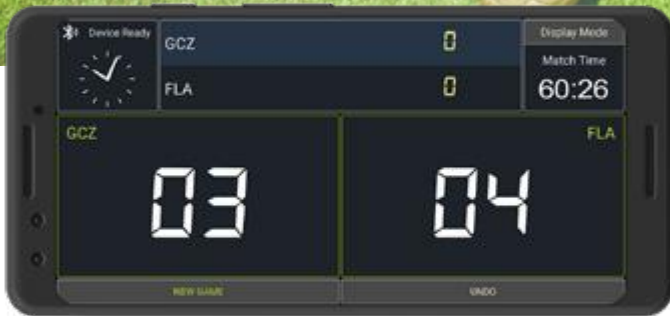 Device Ready
GCZ 0
FLA 0
Display Mode
Match Time
60:26
GCZ
FLA
03
04
NEW GAME
UNDO